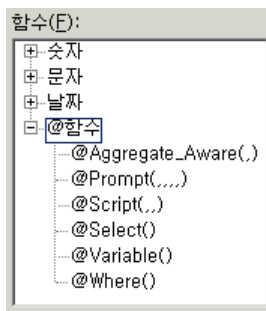 함수(F):
숫자
문자
날짜
@함수
@Aggregate_Aware(,)
@Prompt(,,,,)
@Script(,,)
@Select()
@Variable()
@Where()